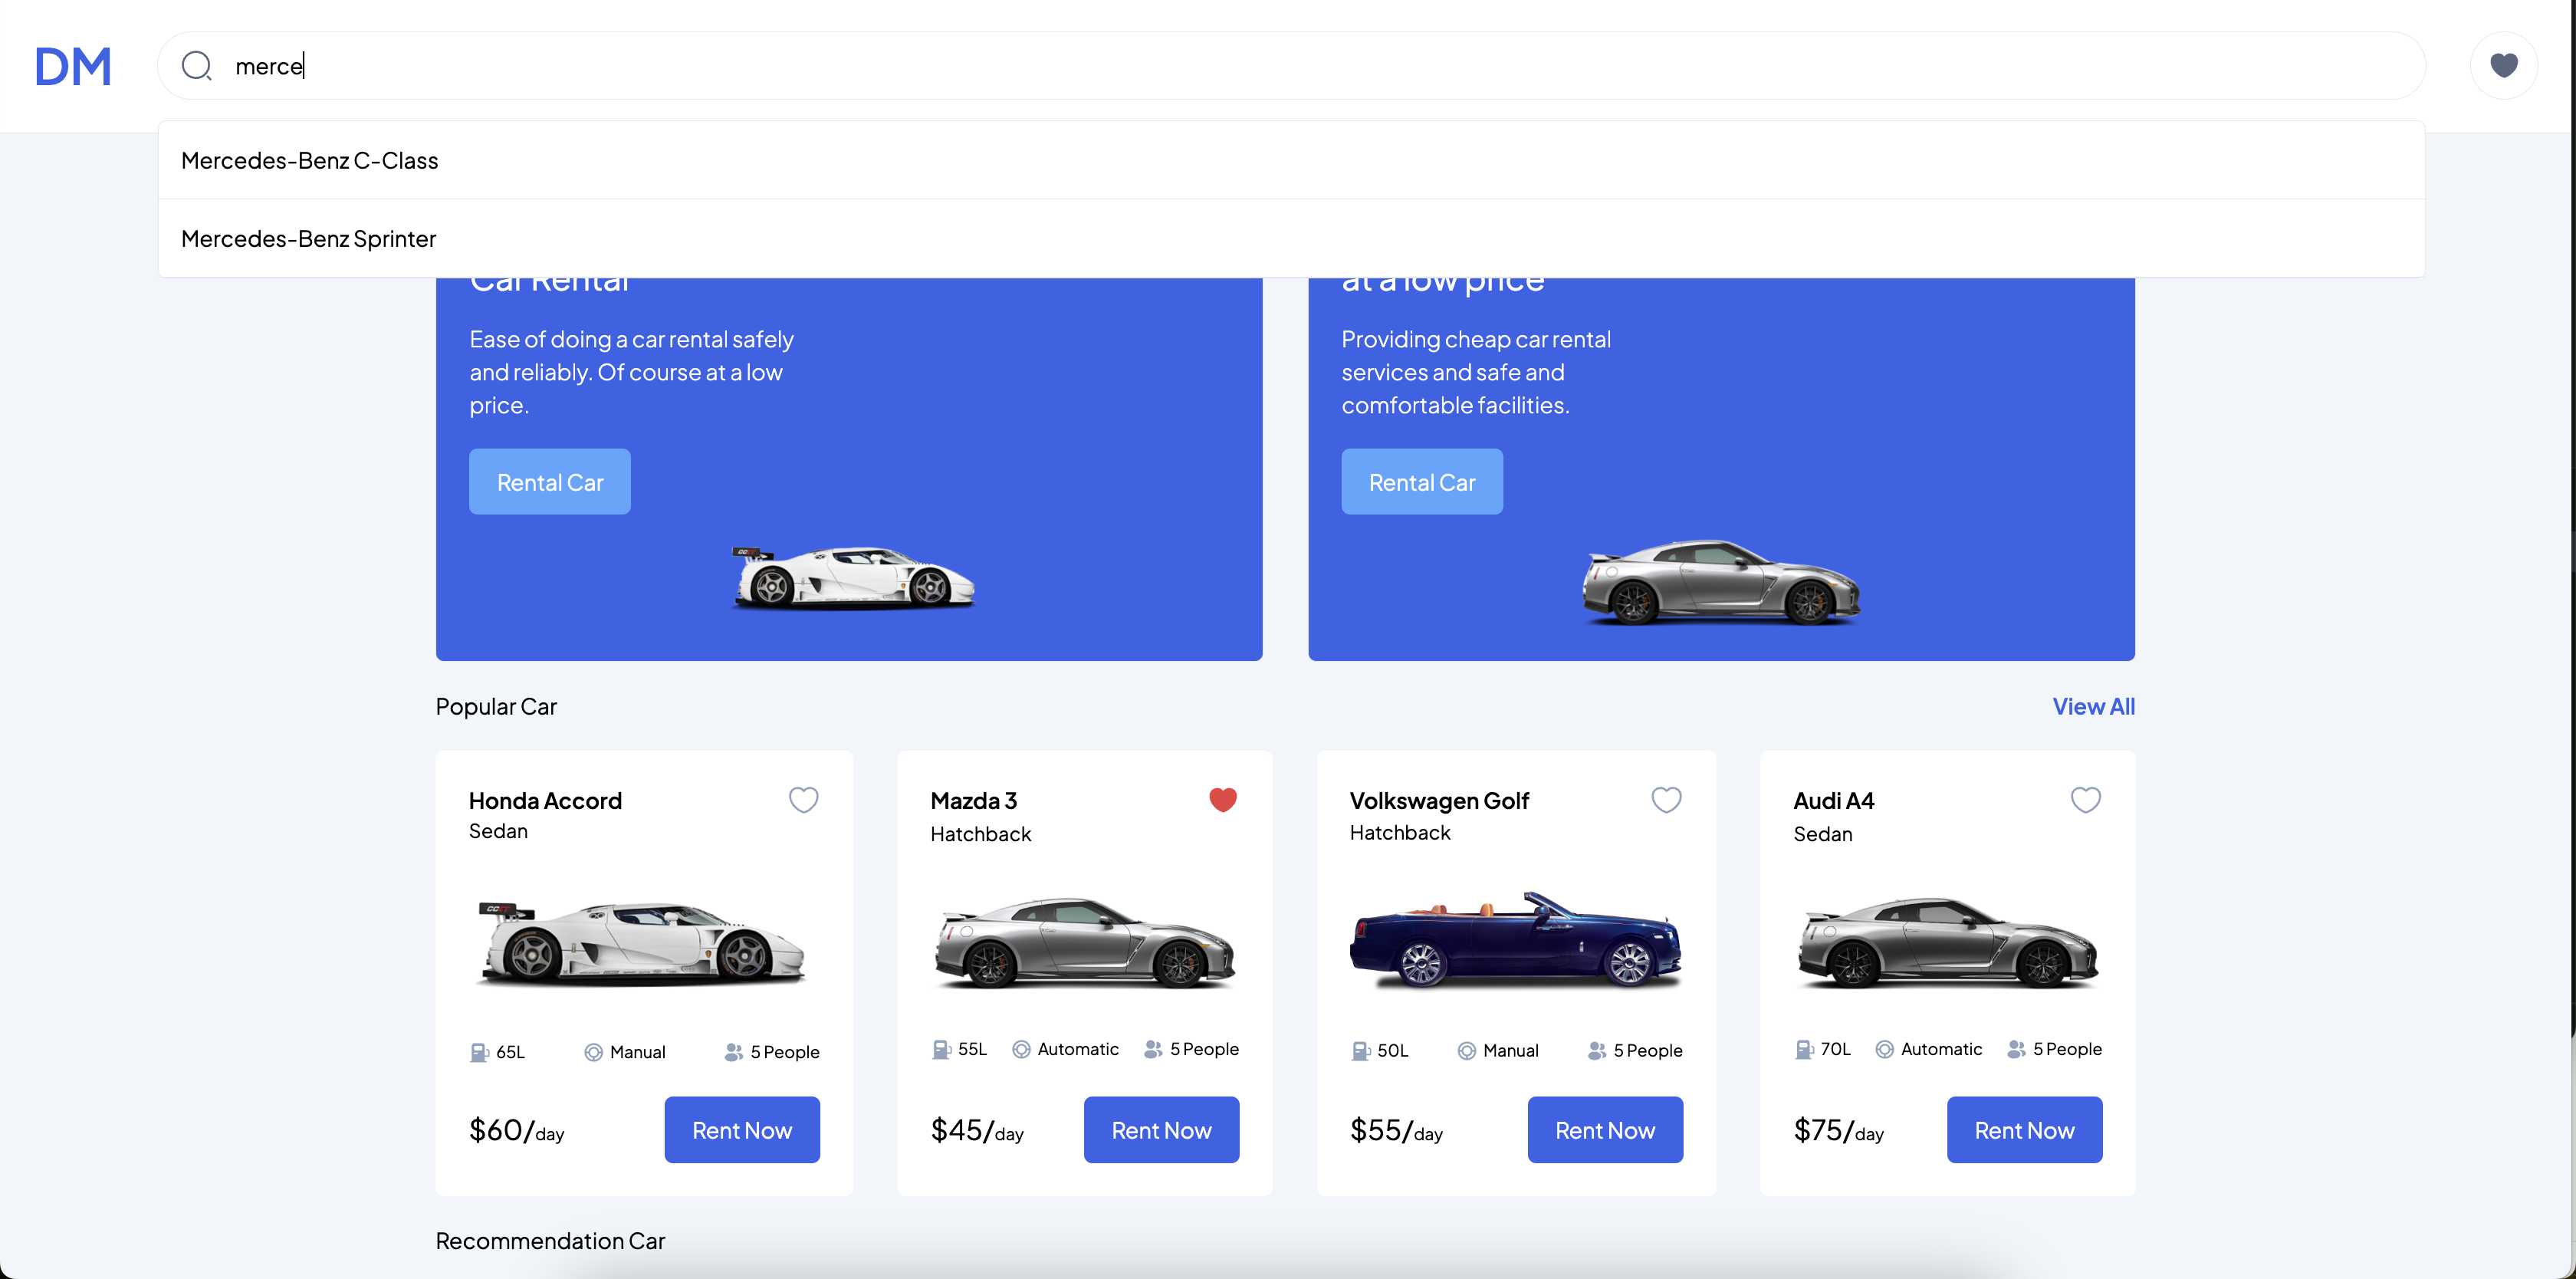 DM
merce
Mercedes-Benz C-Class
Mercedes-Benz Sprinter
Car Rental
Ease of doing a car rental safely
and reliably. Of course at a low
price.
Rental Car
at a low price
Providing cheap car rental
services and safe and
comfortable facilities.
Rental Car
Popular Car
View All
Honda Accord
Sedan
65L
Manual
5 People
$60/day
Rent Now
Mazda 3
Hatchback
55L
Automatic
5 People
$45/day
Rent Now
Volkswagen Golf
Hatchback
50L
Manual
5 People
$55/day
Rent Now
Audi A4
Sedan
70L
Automatic
5 People
$75/day
Rent Now
Recommendation Car